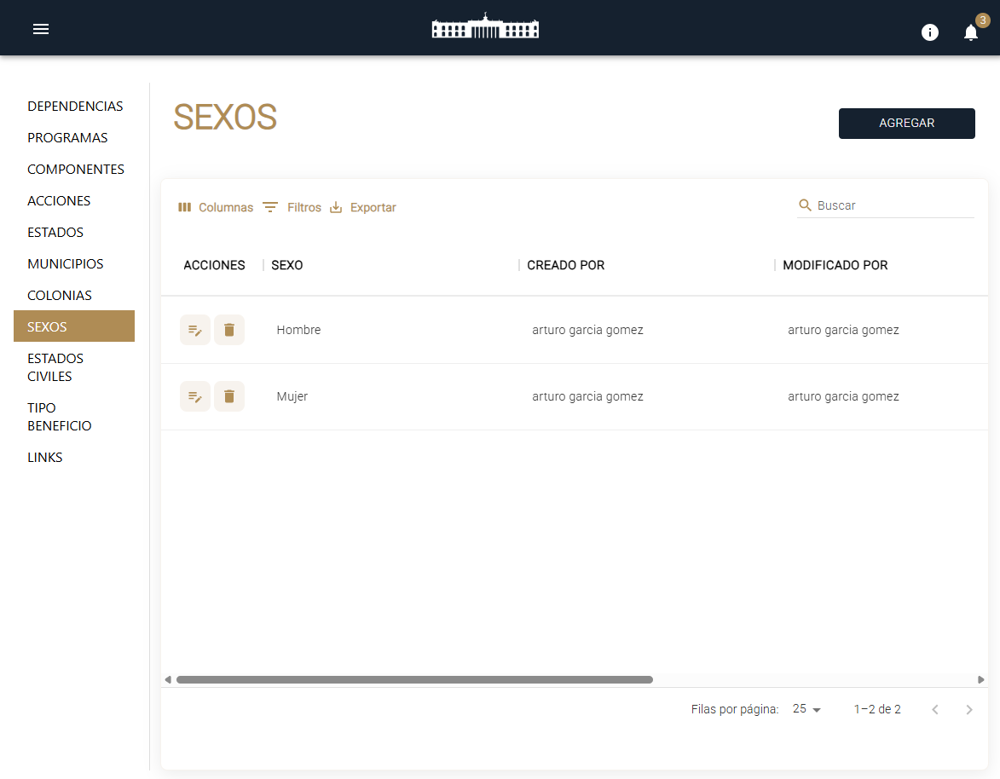 3
DEPENDENCIAS
PROGRAMAS
COMPONENTES
ACCIONES
ESTADOS
MUNICIPIOS
COLONIAS
SEXOS
ESTADOS
CIVILES
TIPO
BENEFICIO
LINKS
SEXOS
AGREGAR
Columnas Filtros Exportar Buscar
ACCIONES SEXO CREADO POR MODIFICADO POR
Hombre arturo garcia gomez arturo garcia gomez
Mujer arturo garcia gomez arturo garcia gomez
Filas por página: 25 1–2 de 2